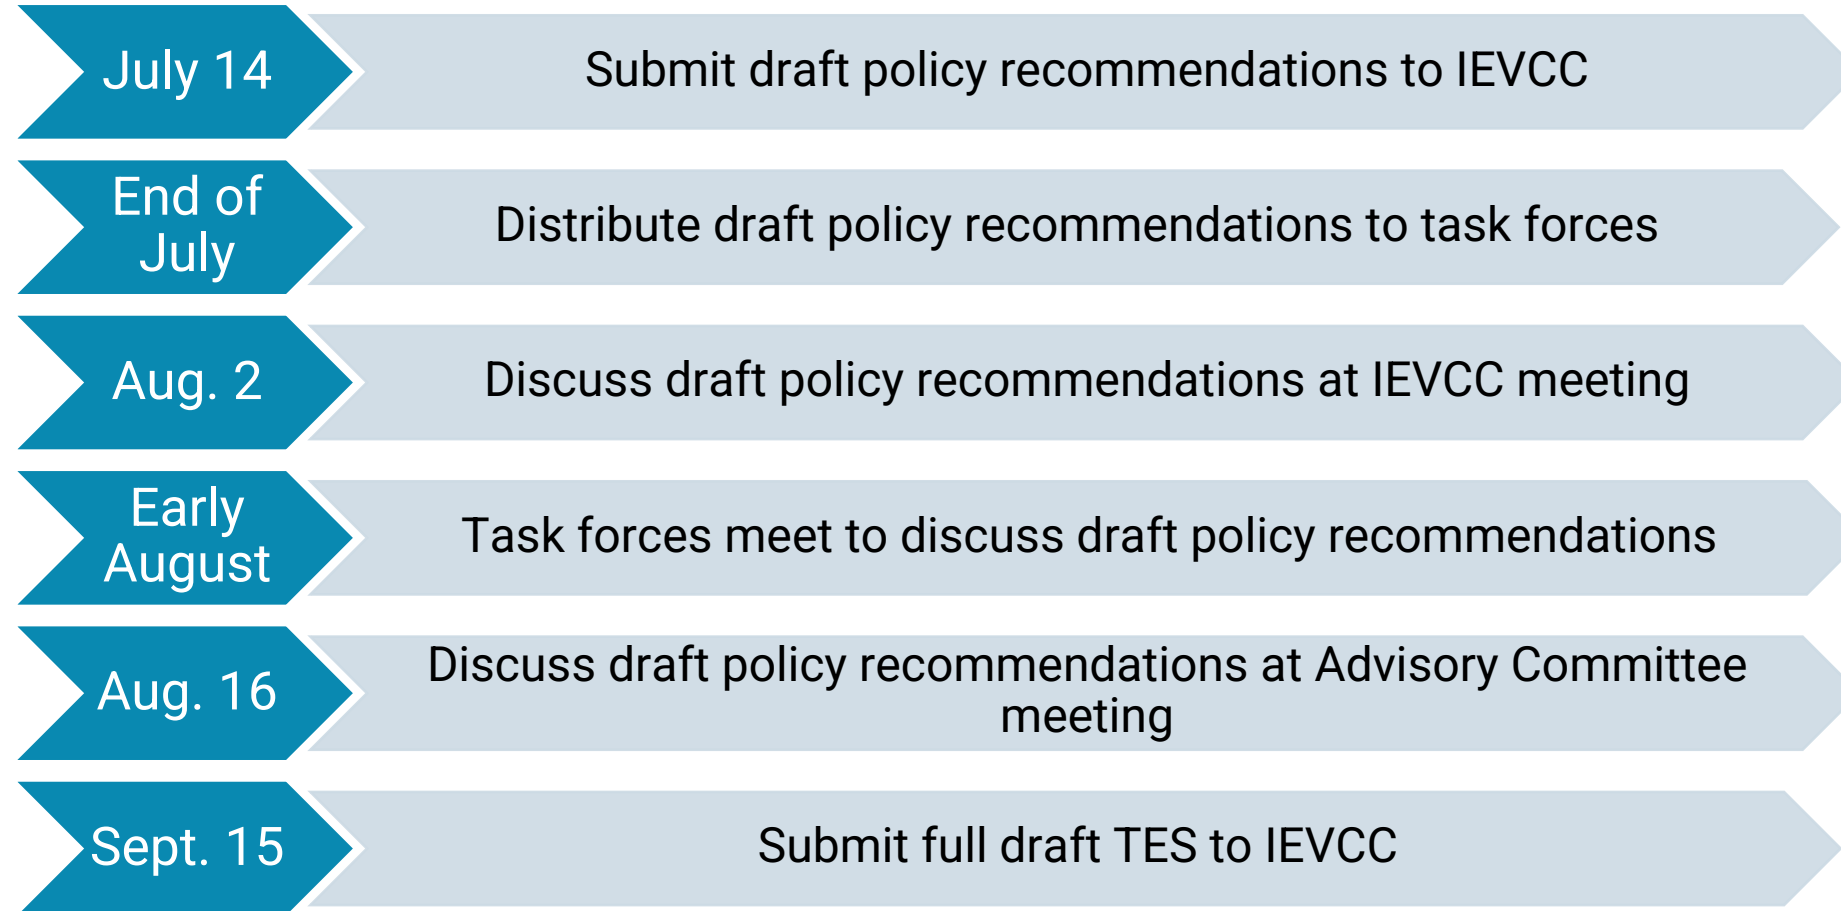 July 14
Submit draft policy recommendations to IEVCC
End of
July
Distribute draft policy recommendations to task forces
Aug. 2
Discuss draft policy recommendations at IEVCC meeting
Early
August
Task forces meet to discuss draft policy recommendations
Aug. 16
Discuss draft policy recommendations at Advisory Committee
meeting
Sept. 15
Submit full draft TES to IEVCC